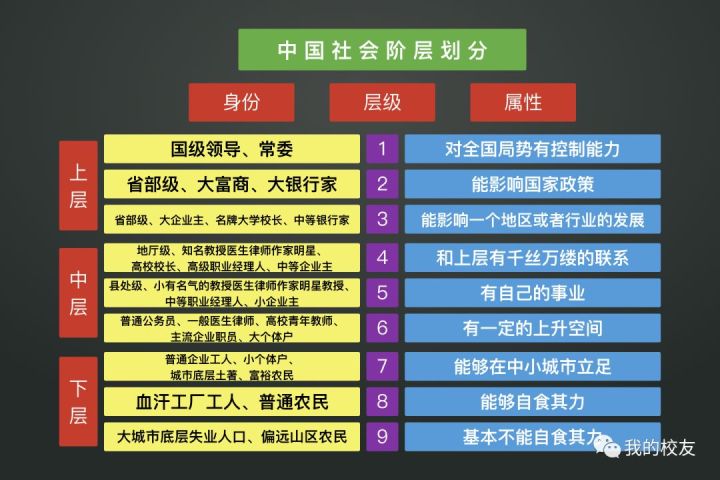 中国社会阶层划分
身份
层级
属性
上层
国级领导、常委
1
对全国局势有控制能力
省部级、大富商、大银行家
2
能影响国家政策
省部级、大企业主、名牌大学校长、中等银行家
3
能影响一个地区或者行业的发展
中层
地厅级、知名教授医生律师作家明星、
高校校长、高级职业经理人、中等企业主
4
和上层有千丝万缕的联系
县处级、小有名气的教授医生律师作家明星教授、
中等职业经理人、小企业主
5
有自己的事业
普通公务员、一般医生律师、高校青年教师、
主流企业职员、大个体户
6
有一定的上升空间
下层
普通企业工人、小个体户、
城市底层土著、富裕农民
7
能够在中小城市立足
血汗工厂工人、普通农民
8
能够自食其力
大城市底层失业人口、偏远山区农民
9
基本不能自食其力
我的校友